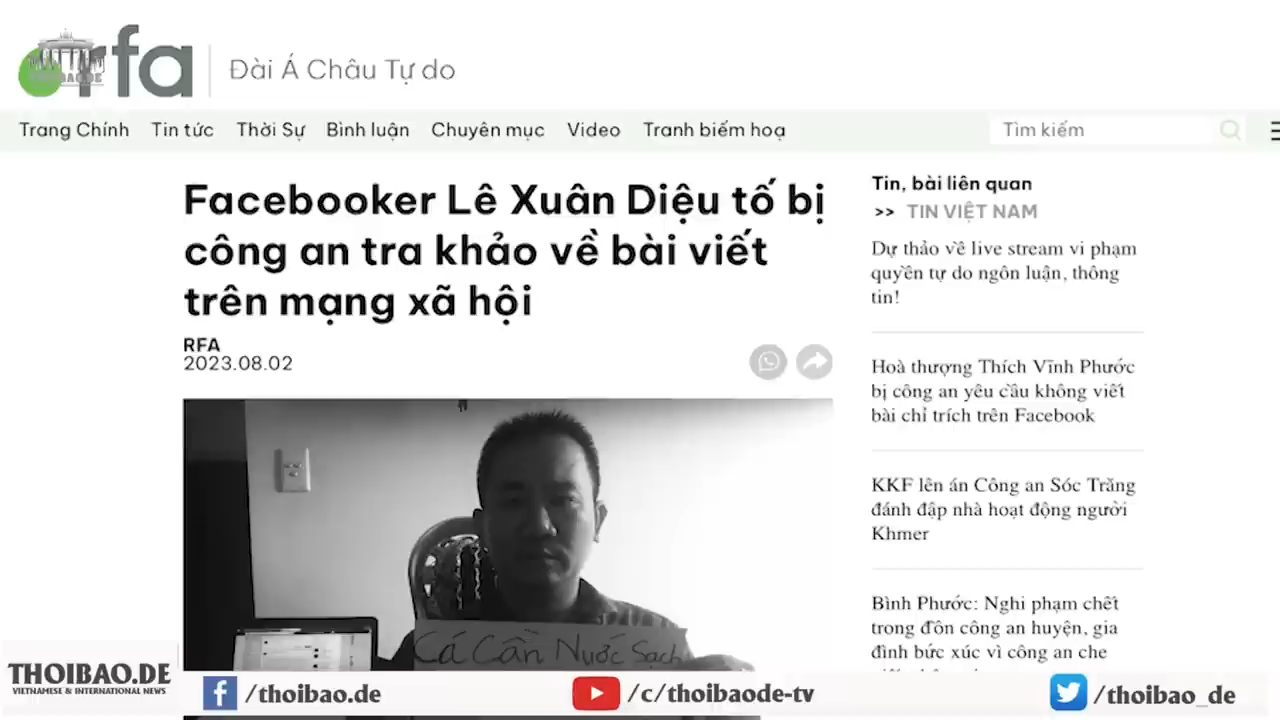 rfa
THOIBAO.DE
Đài Á Châu Tự do
Trang Chính Tin tức Thời Sự Bình luận Chuyên mục Video Tranh biếm hoạ
Tìm kiếm
Facebooker Lê Xuân Diệu tố bị
công an tra khảo về bài viết
trên mạng xã hội
RFA
2023.08.02
Cá Cần Nước Sạch
Tin, bài liên quan
>> TIN VIỆT NAM
Dự thảo về live stream vi phạm
quyền tự do ngôn luận, thông
tin!
Hoà thượng Thích Vĩnh Phước
bị công an yêu cầu không viết
bài chỉ trích trên Facebook
KKF lên án Công an Sóc Trăng
đánh đập nhà hoạt động người
Khmer
Bình Phước: Nghi phạm chết
trong đồn công an huyện, gia
đình bức xúc vì công an che
THOIBAO.DE
VIETNAMESE & INTERNATIONAL NEWS
/thoibao.de
/c/thoibaode-tv
/thoibao_de